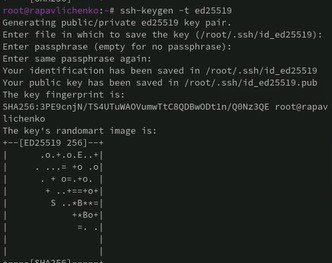 root@rapavlichenko:~# ssh-keygen -t ed25519
Generating public/private ed25519 key pair.
Enter file in which to save the key (/root/.ssh/id_ed25519):
Enter passphrase (empty for no passphrase):
Enter same passphrase again:
Your identification has been saved in /root/.ssh/id_ed25519
Your public key has been saved in /root/.ssh/id_ed25519.pub
The key fingerprint is:
SHA256:3PE9cnjN/TS4UTuWAOVumwTtC8QDBwODt1n/Q0Nz3QE root@rapav
lichenko
The key's randomart image is:
+--[ED25519 256]--+
|      .o.+.o.E..+|
|     . ...= +o .o|
|      . + o=.+o. |
|       + ..+==+o+|
|        S ..*B**=|
|            +*Bo+|
|             =. .|
|                 |
|                 |
+----[SHA256]-----+